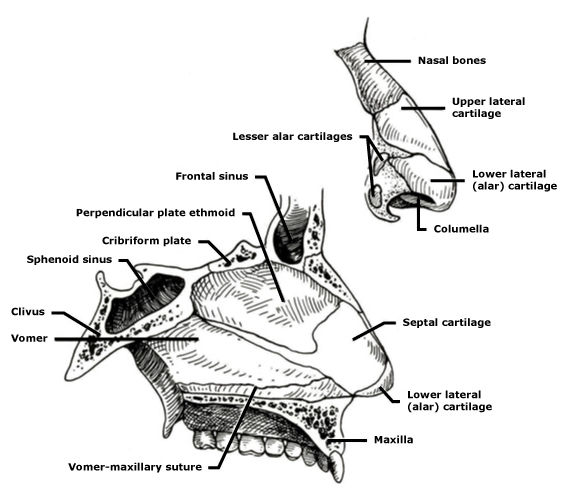 Nasal bones
Upper lateral
cartilage
Lesser alar cartilages
Frontal sinus
Lower lateral
(alar) cartilage
Perpendicular plate ethmoid
Columella
Cribriform plate
Sphenoid sinus
Clivus
Septal cartilage
Vomer
Lower lateral
(alar) cartilage
Maxilla
Vomer-maxillary suture